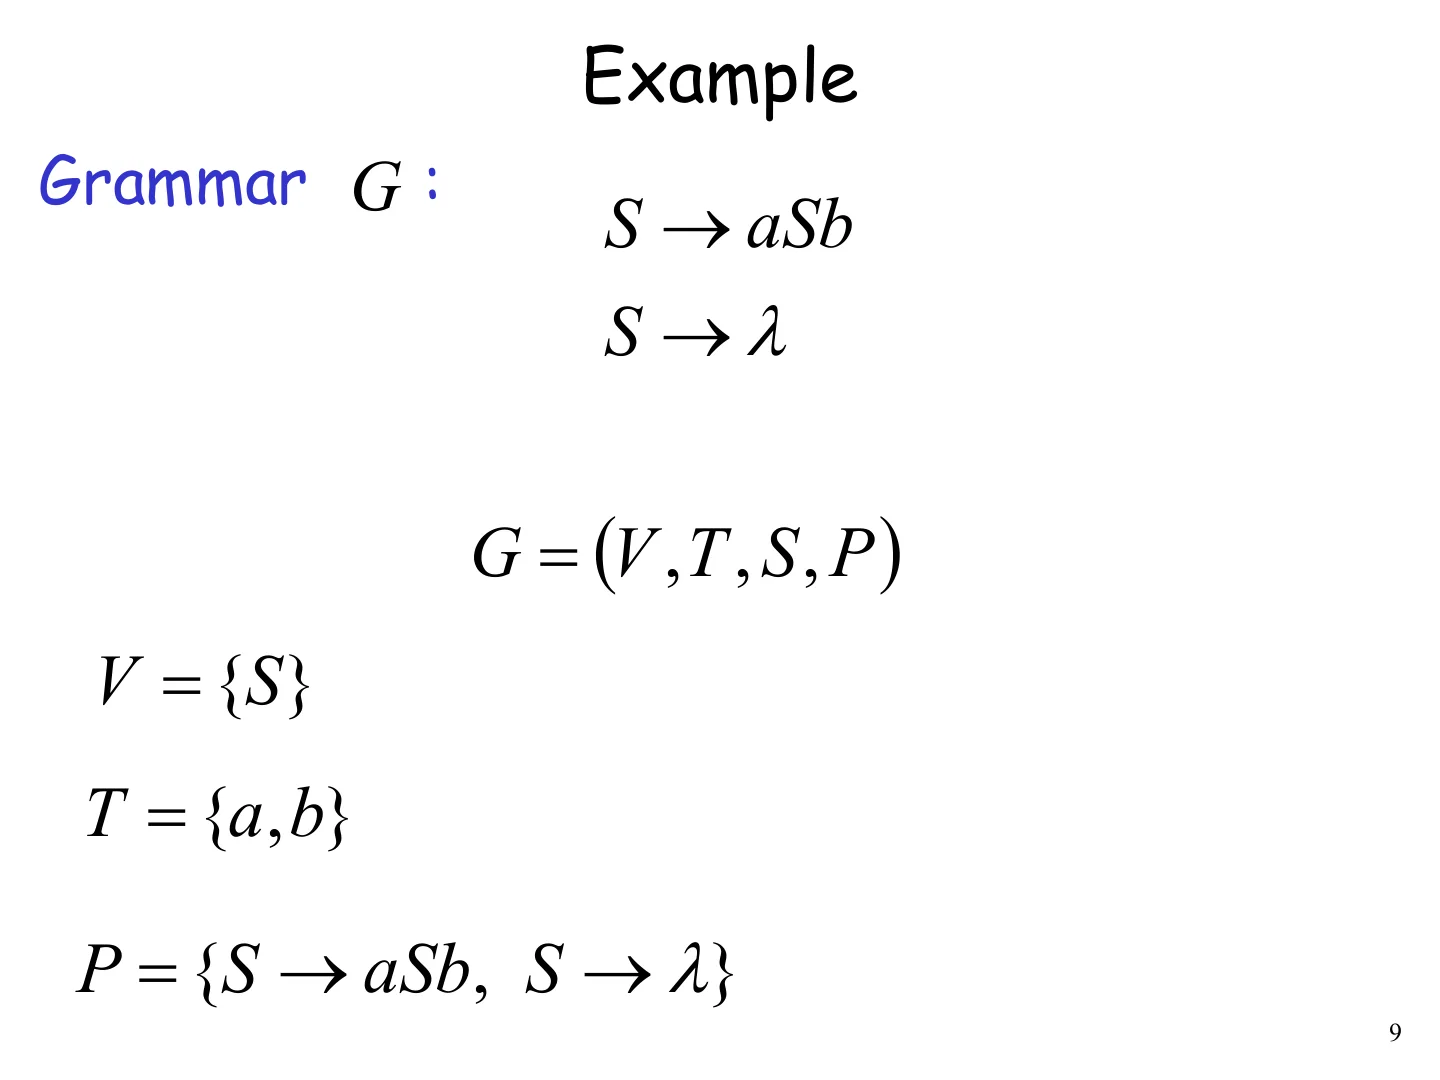 Example
Grammar G :
S → aSb
S → λ
G = (V, T, S, P)
V = {S}
T = {a, b}
P = {S → aSb, S → λ}
9